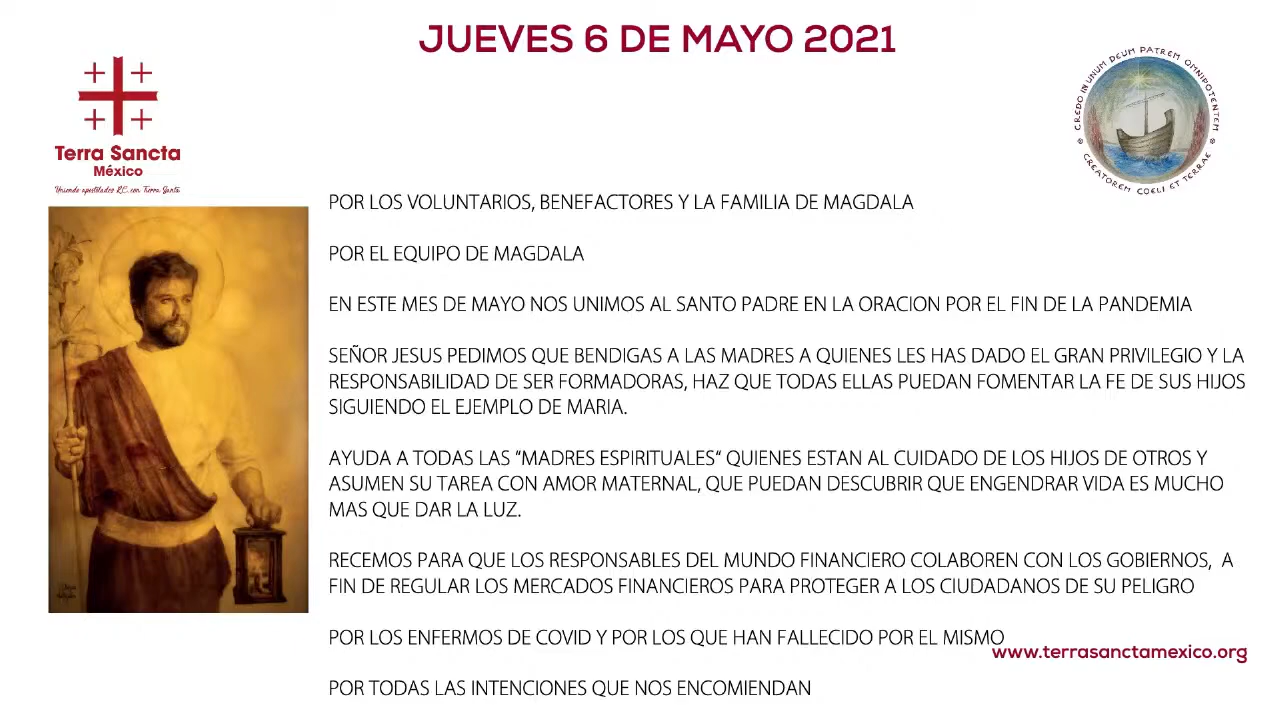 JUEVES 6 DE MAYO 2021
Terra Sancta
México
Uniendo apostolados R.C. con Tierra Santa
CREDO IN UNUM DEUM PATREM OMNIPOTENTEM
CREATOREM COELI ET TERRAE
POR LOS VOLUNTARIOS, BENEFACTORES Y LA FAMILIA DE MAGDALA
POR EL EQUIPO DE MAGDALA
EN ESTE MES DE MAYO NOS UNIMOS AL SANTO PADRE EN LA ORACION POR EL FIN DE LA PANDEMIA
SEÑOR JESUS PEDIMOS QUE BENDIGAS A LAS MADRES A QUIENES LES HAS DADO EL GRAN PRIVILEGIO Y LA
RESPONSABILIDAD DE SER FORMADORAS, HAZ QUE TODAS ELLAS PUEDAN FOMENTAR LA FE DE SUS HIJOS
SIGUIENDO EL EJEMPLO DE MARIA.
AYUDA A TODAS LAS “MADRES ESPIRITUALES“ QUIENES ESTAN AL CUIDADO DE LOS HIJOS DE OTROS Y
ASUMEN SU TAREA CON AMOR MATERNAL, QUE PUEDAN DESCUBRIR QUE ENGENDRAR VIDA ES MUCHO
MAS QUE DAR LA LUZ.
RECEMOS PARA QUE LOS RESPONSABLES DEL MUNDO FINANCIERO COLABOREN CON LOS GOBIERNOS, A
FIN DE REGULAR LOS MERCADOS FINANCIEROS PARA PROTEGER A LOS CIUDADANOS DE SU PELIGRO
POR LOS ENFERMOS DE COVID Y POR LOS QUE HAN FALLECIDO POR EL MISMO
www.terrasanctamexico.org
POR TODAS LAS INTENCIONES QUE NOS ENCOMIENDAN